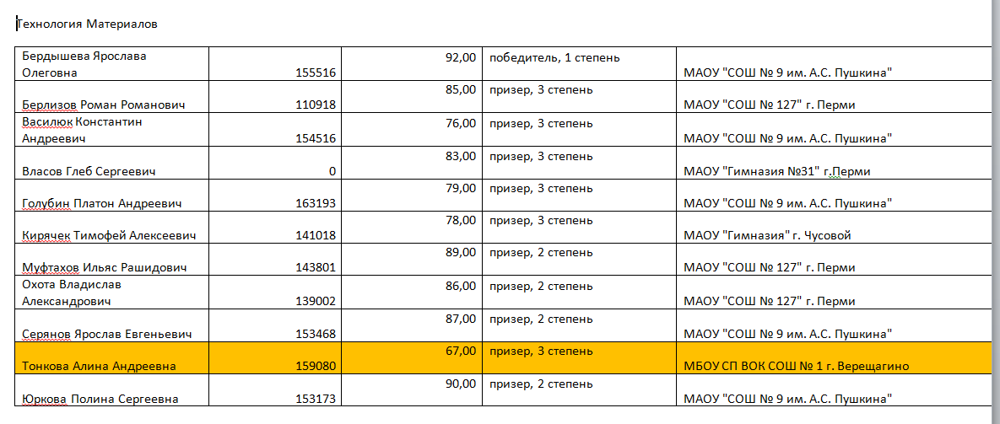 Технология Материалов
Бердышева Ярослава
Олеговна 155516 92,00 победитель, 1 степень МАОУ "СОШ № 9 им. А.С. Пушкина"
Берлизов Роман Романович 110918 85,00 призер, 3 степень МАОУ "СОШ № 127" г. Перми
Василюк Константин
Андреевич 154516 76,00 призер, 3 степень МАОУ "СОШ № 9 им. А.С. Пушкина"
Власов Глеб Сергеевич 0 83,00 призер, 3 степень МАОУ "Гимназия №31" г.Перми
Голубин Платон Андреевич 163193 79,00 призер, 3 степень МАОУ "СОШ № 9 им. А.С. Пушкина"
Кирячек Тимофей Алексеевич 141018 78,00 призер, 3 степень МАОУ "Гимназия" г. Чусовой
Муфтахов Ильяс Рашидович 143801 89,00 призер, 2 степень МАОУ "СОШ № 127" г. Перми
Охота Владислав
Александрович 139002 86,00 призер, 2 степень МАОУ "СОШ № 127" г. Перми
Серянов Ярослав Евгеньевич 153468 87,00 призер, 2 степень МАОУ "СОШ № 9 им. А.С. Пушкина"
Тонкова Алина Андреевна 159080 67,00 призер, 3 степень МБОУ СП ВОК СОШ № 1 г. Верещагино
Юркова Полина Сергеевна 153173 90,00 призер, 2 степень МАОУ "СОШ № 9 им. А.С. Пушкина"